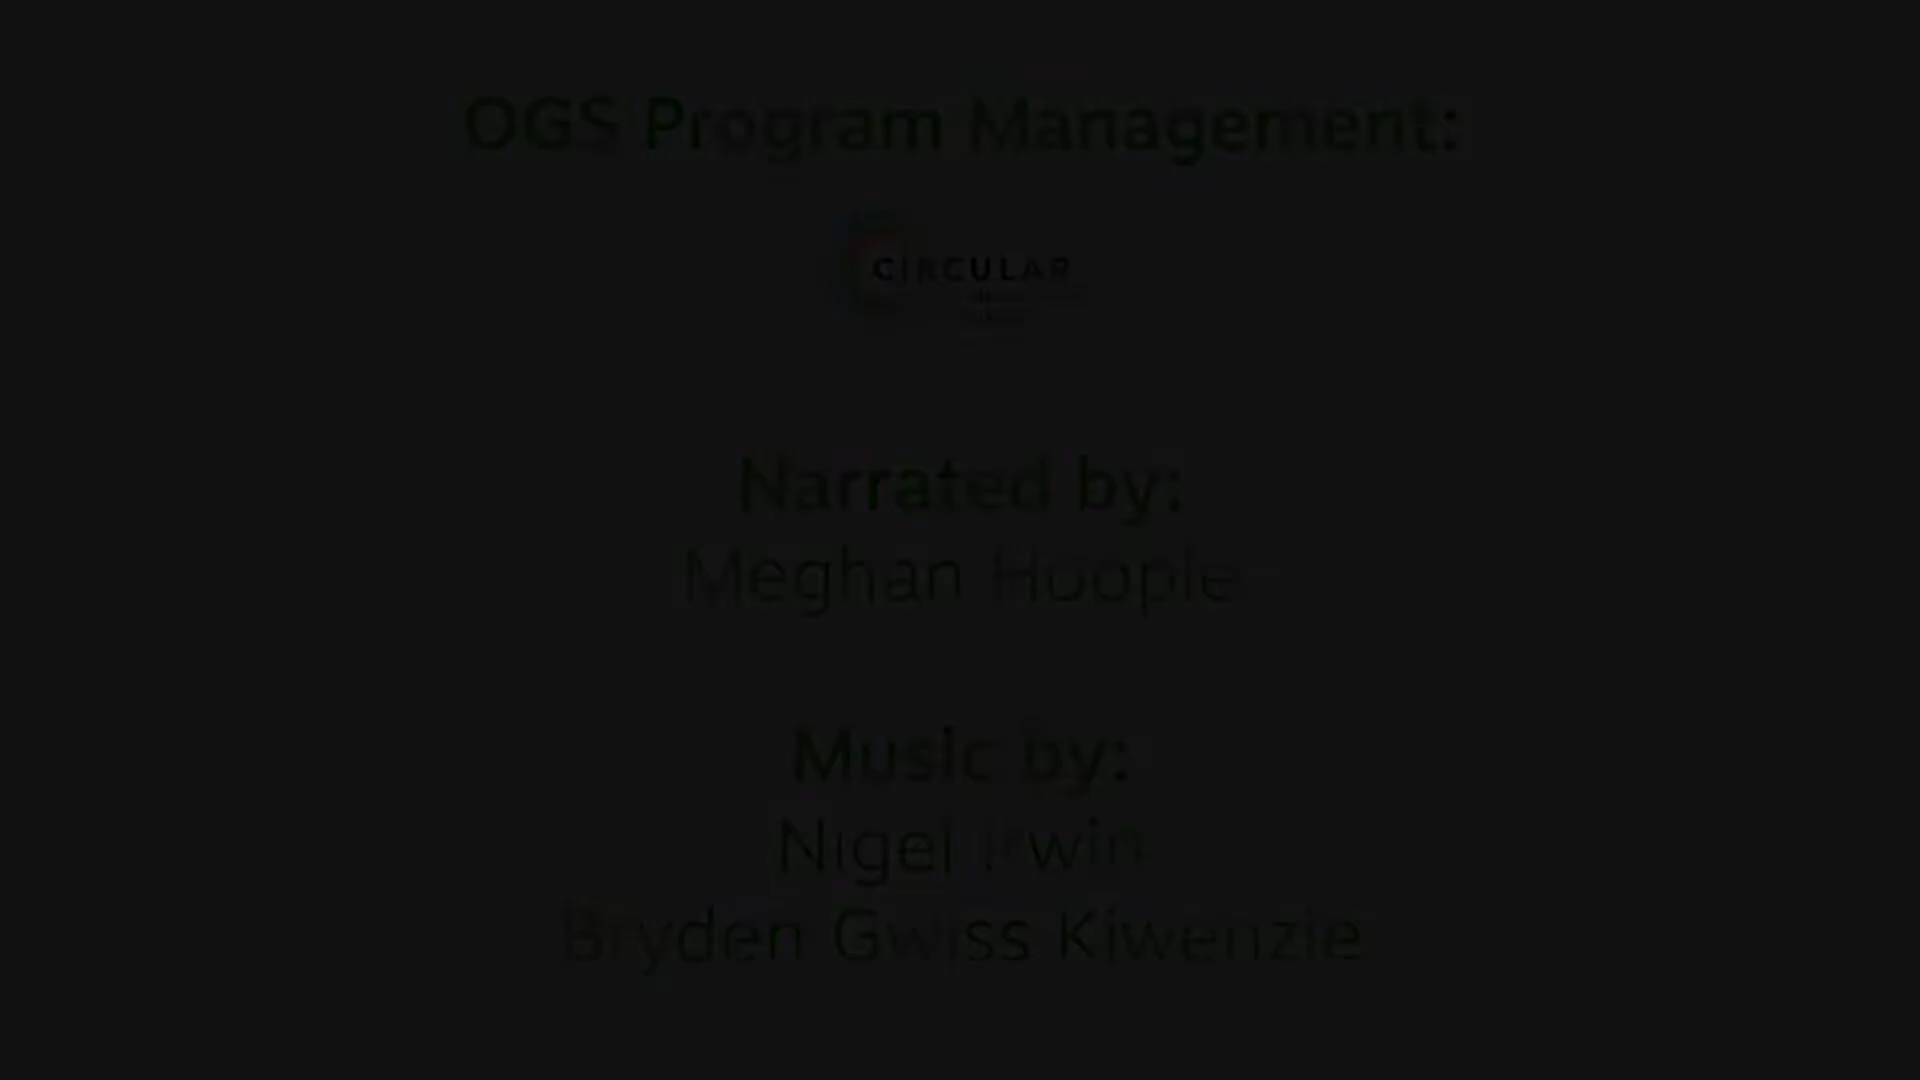 OGS Program Management:
CIRCULAR
Narrated by:
Meghan Hoople
Music by:
Nigel Irwin
Bryden Gwiss Kiwenzie